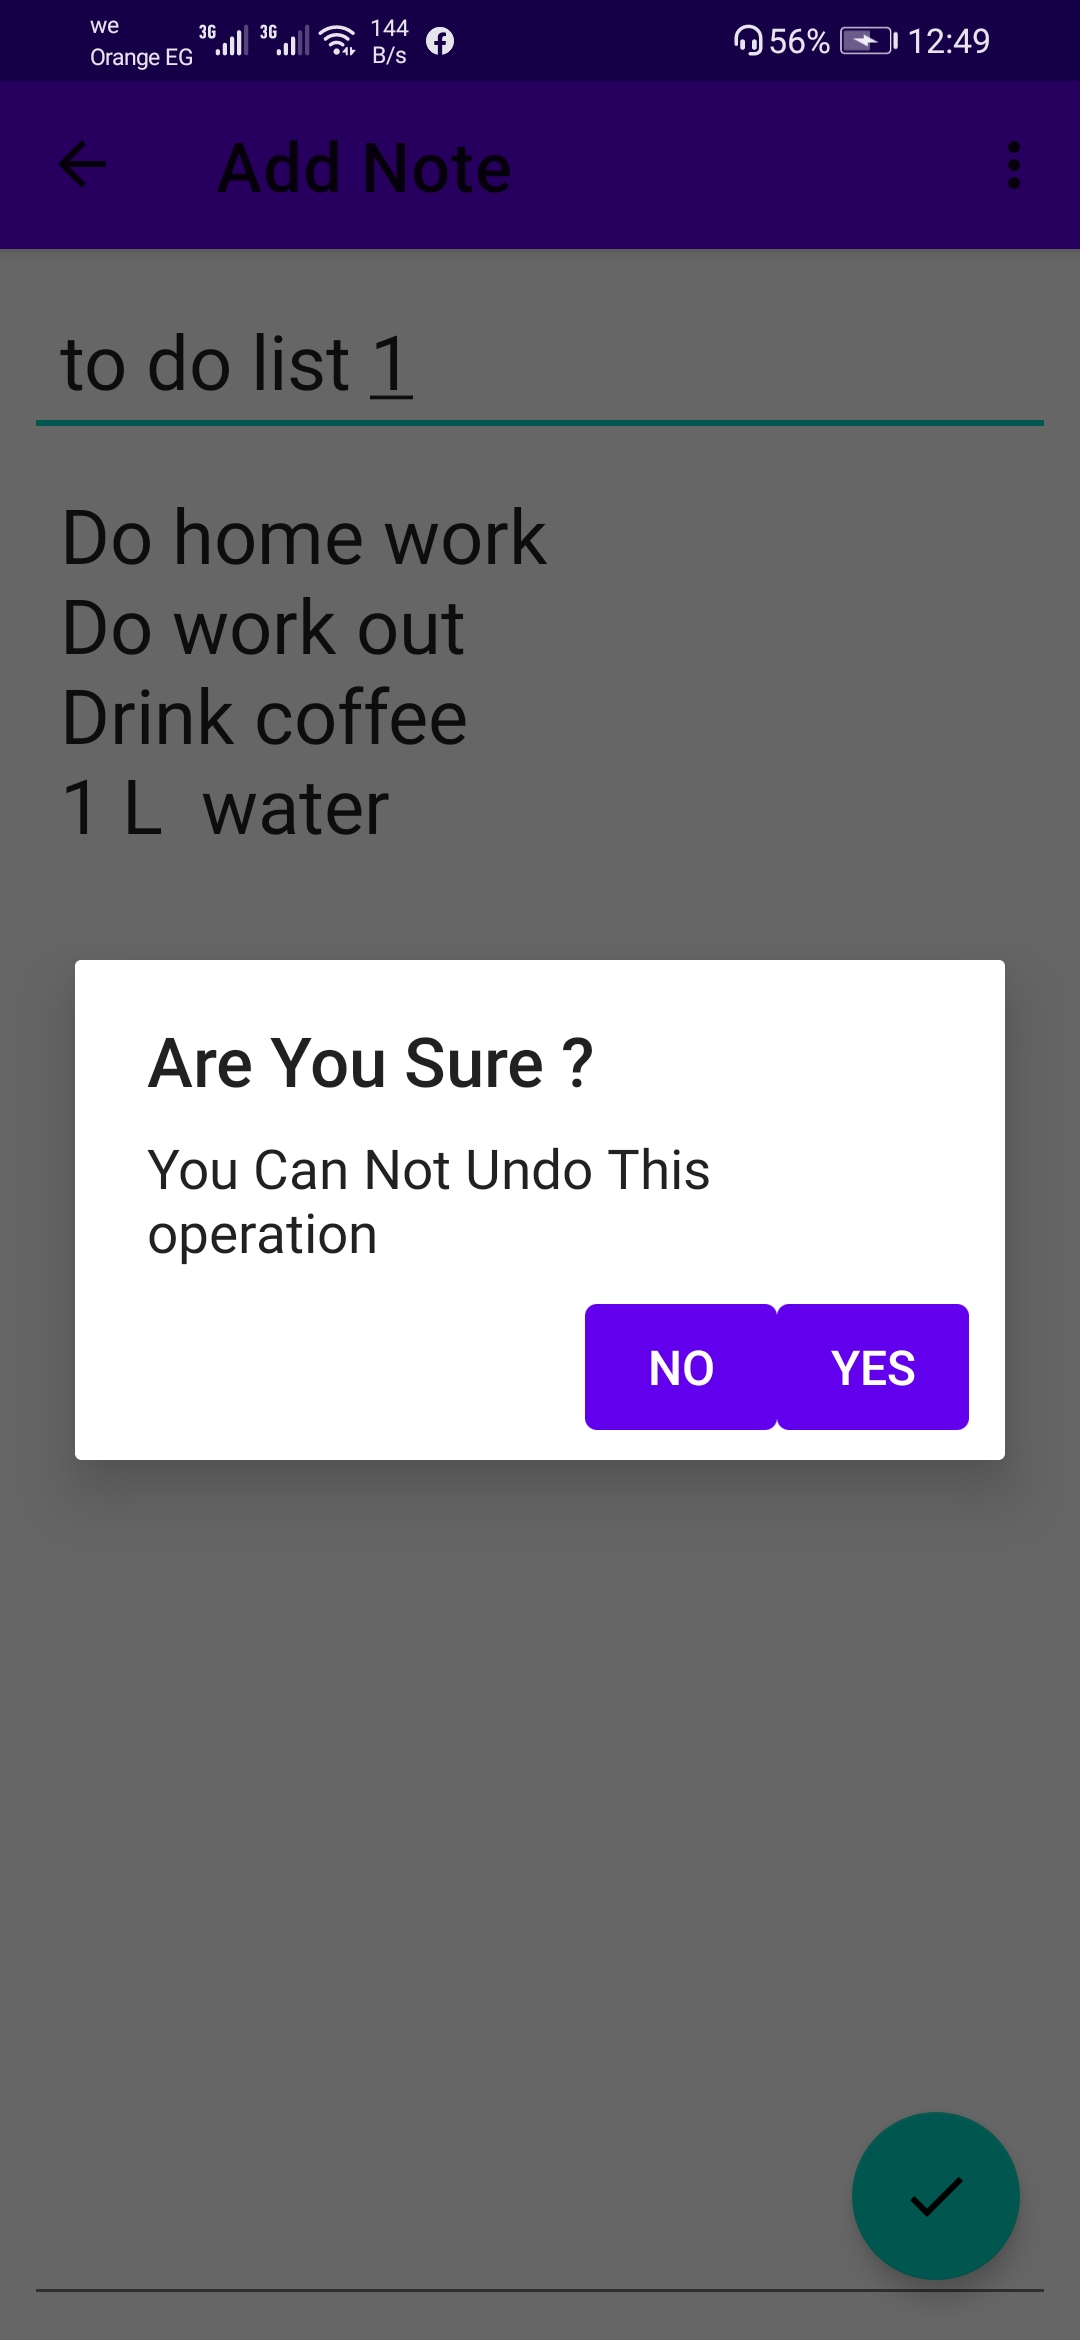 we
Orange EG
3G
3G
144
B/s
56%
12:49
Add Note
to do list 1
Do home work
Do work out
Drink coffee
1 L  water
Are You Sure ?
You Can Not Undo This
operation
NO
YES